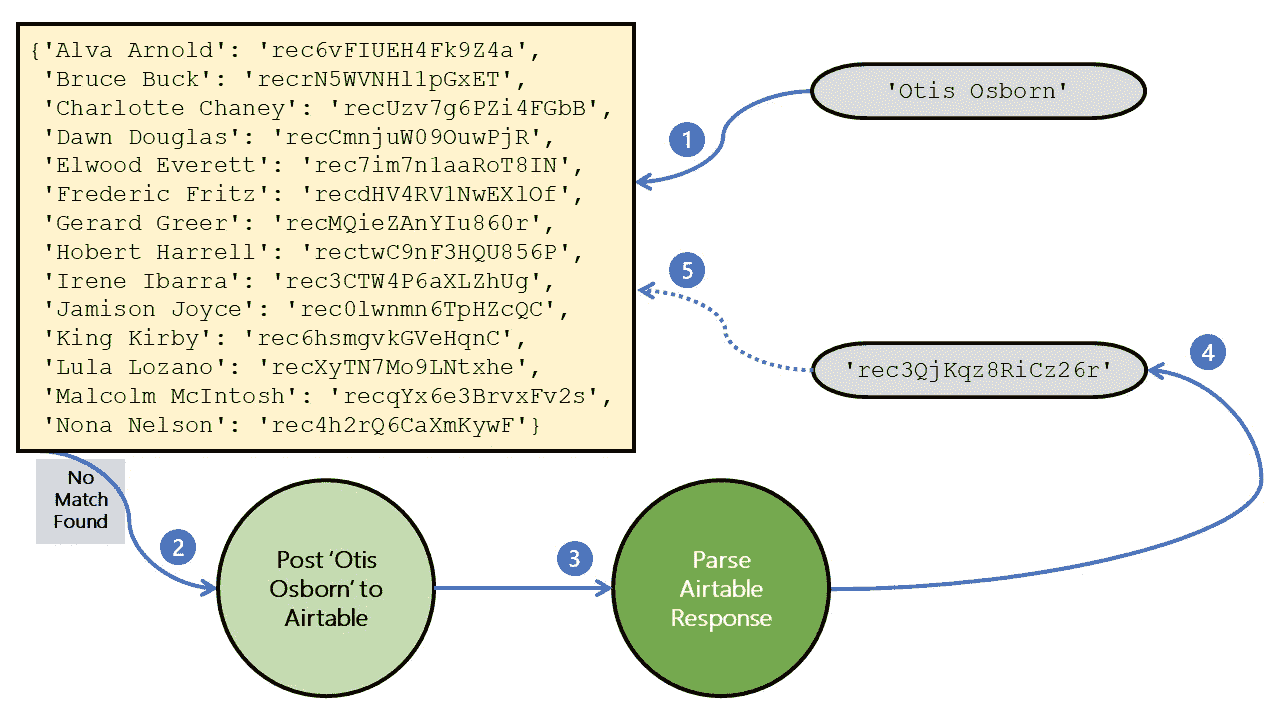 {'Alva Arnold': 'rec6vFIUEH4Fk9Z4a',
'Bruce Buck': 'recrN5WVNHl1pGxET',
'Charlotte Chaney': 'recUzv7g6PZi4FGbB',
'Dawn Douglas': 'recCmnjuW09OuwPjR',
'Elwood Everett': 'rec7im7n1aaRoT8IN',
'Frederic Fritz': 'recdHV4RV1NwEXlOf',
'Gerard Greer': 'recMQieZAnYIu860r',
'Hobert Harrell': 'rectwC9nF3HQU856P',
'Irene Ibarra': 'rec3CTW4P6aXLZhUg',
'Jamison Joyce': 'rec0lwnmn6TpHZcQC',
'King Kirby': 'rec6hsmgvkGVeHqnC',
'Lula Lozano': 'recXyTN7Mo9LNtxhe',
'Malcolm McIntosh': 'recqYx6e3BrvxFv2s',
'Nona Nelson': 'rec4h2rQ6CaXmKywF'}
'Otis Osborn'
1
5
'rec3QjKqz8RiCz26r'
4
No
Match
Found
2
Post ‘Otis
Osborn’ to
Airtable
3
Parse
Airtable
Response